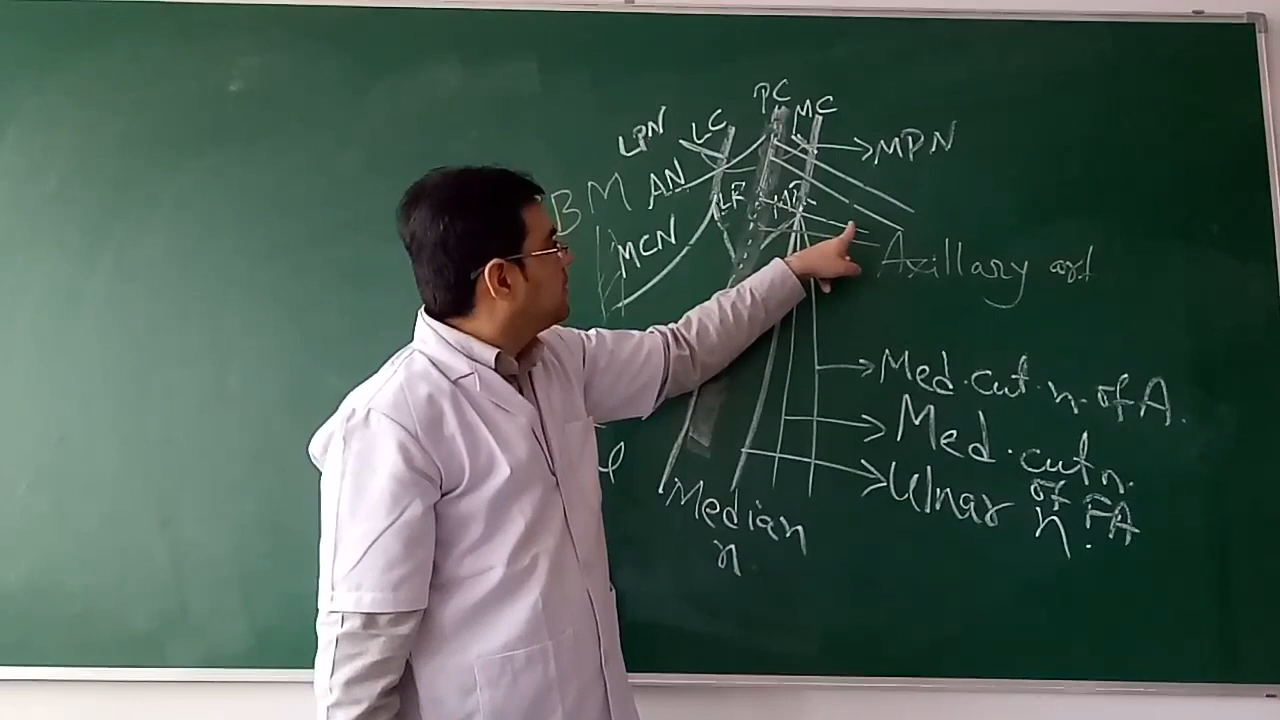 PC
LC MC
LPN
MPN
AN
BM
LR MR
MCN
Axillary art
Med.cut.n.of A.
Med.cut n.
of FA
Ulnar n.
Median
n